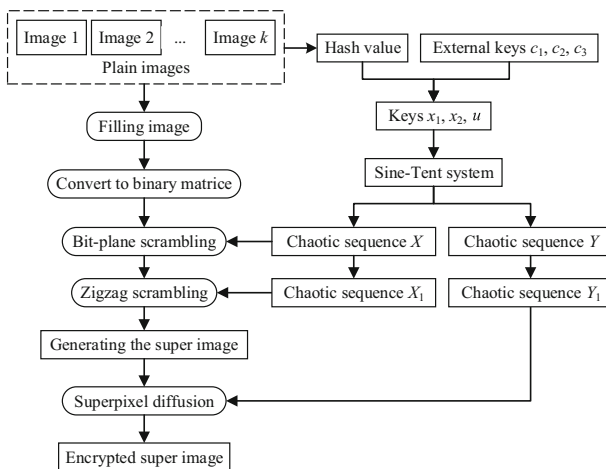 Image 1 Image 2 ... Image k
Plain images
Hash value
External keys c₁, c₂, c₃
Keys x₁, x₂, u
Sine-Tent system
Filling image
Convert to binary matrice
Bit-plane scrambling
Chaotic sequence X
Chaotic sequence Y
Zigzag scrambling
Chaotic sequence X₁
Chaotic sequence Y₁
Generating the super image
Superpixel diffusion
Encrypted super image